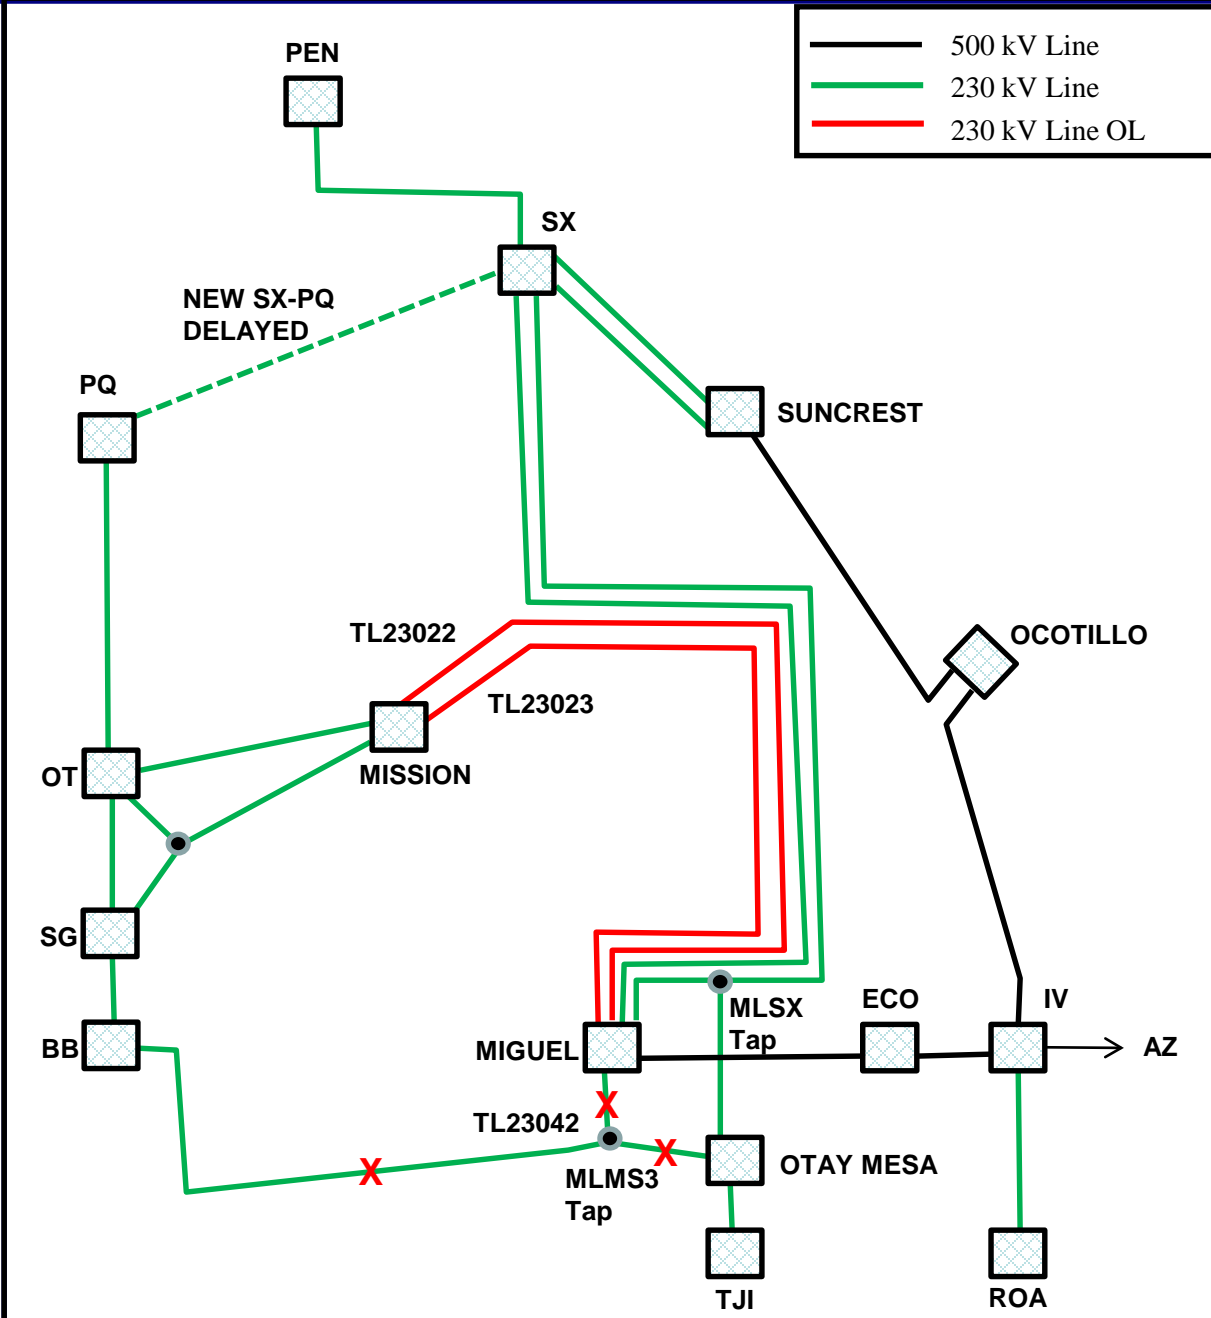 500 kV Line
230 kV Line
230 kV Line OL
PEN
SX
NEW SX-PQ
DELAYED
PQ
SUNCREST
TL23022
OCOTILLO
TL23023
OT
MISSION
SG
MLSX
Tap
ECO
IV
BB
MIGUEL
AZ
TL23042
X
X
X
MLMS3
Tap
OTAY MESA
TJI
ROA